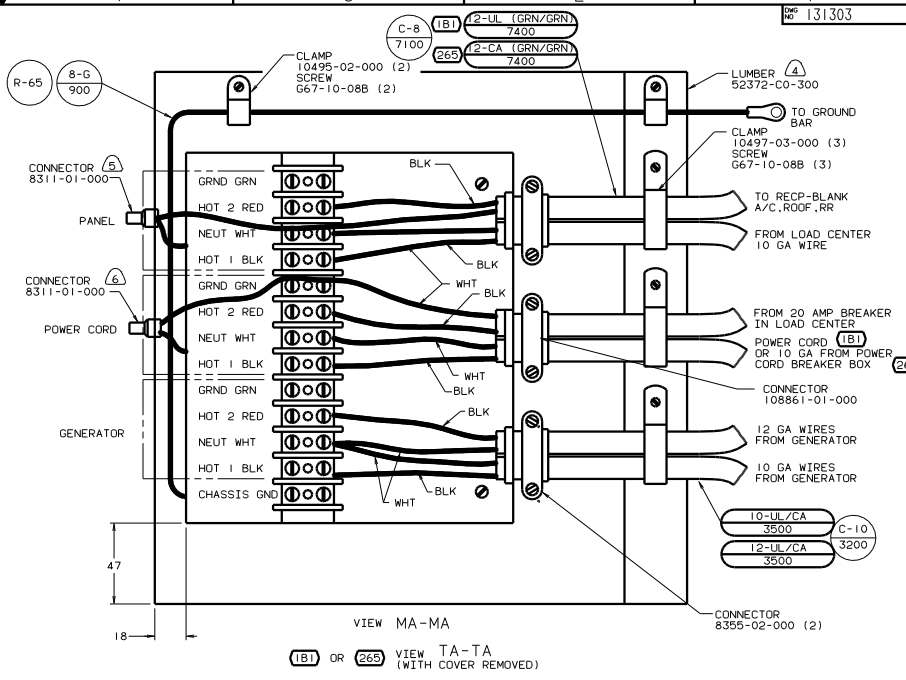 DWG NO 131303
C-8
7100
1B1
12-UL (GRN/GRN)
7400
265
12-CA (GRN/GRN)
7400
R-65
8-G
900
CLAMP
10495-02-000 (2)
SCREW
G67-10-08B (2)
LUMBER 4
52372-C0-300
TO GROUND
BAR
CLAMP
10497-03-000 (3)
SCREW
G67-10-08B (3)
CONNECTOR 5
8311-01-000
PANEL
GRND GRN
HOT 2 RED
NEUT WHT
HOT 1 BLK
BLK
BLK
WHT
TO RECP-BLANK
A/C,ROOF,RR
FROM LOAD CENTER
10 GA WIRE
CONNECTOR 6
8311-01-000
POWER CORD
GRND GRN
HOT 2 RED
NEUT WHT
HOT 1 BLK
BLK
WHT
BLK
FROM 20 AMP BREAKER
IN LOAD CENTER
POWER CORD 1B1
OR 10 GA FROM POWER
CORD BREAKER BOX
CONNECTOR
108861-01-000
GENERATOR
GRND GRN
HOT 2 RED
NEUT WHT
HOT 1 BLK
CHASSIS GND
BLK
BLK
WHT
12 GA WIRES
FROM GENERATOR
10 GA WIRES
FROM GENERATOR
10-UL/CA
3500
12-UL/CA
3500
C-10
3200
CONNECTOR
8355-02-000 (2)
47
18
VIEW MA-MA
1B1 OR 265 VIEW TA-TA
(WITH COVER REMOVED)